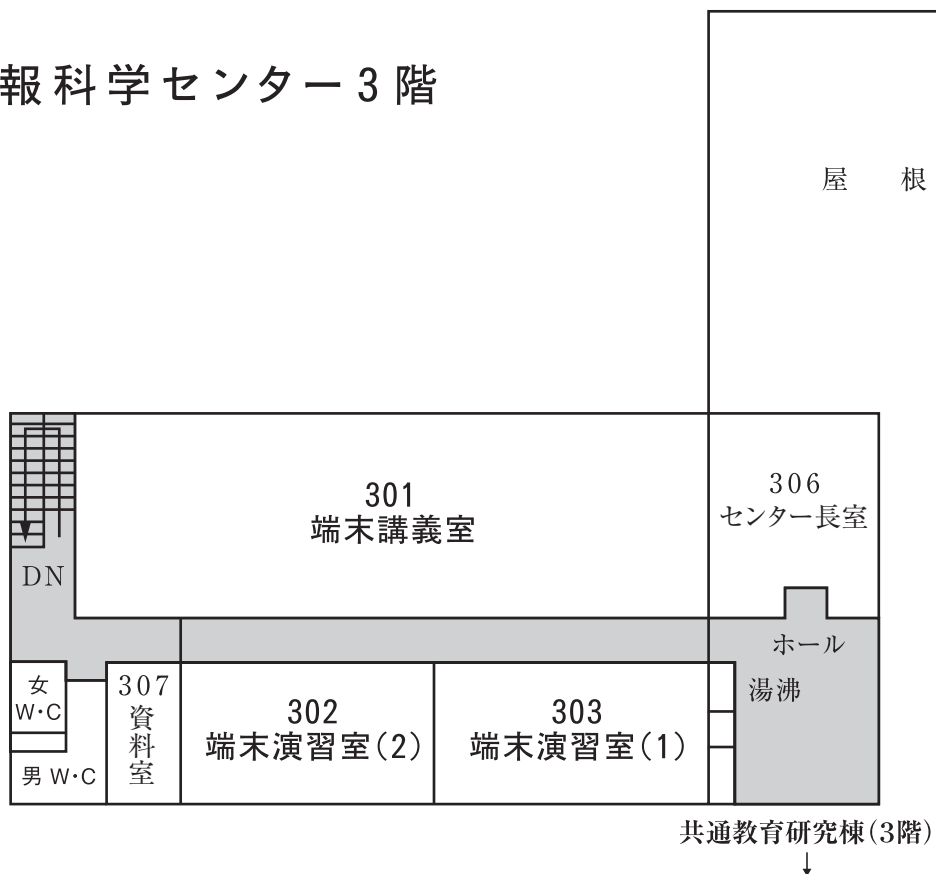 報科学センター3階
屋 根
301
端末講義室
306
センター長室
DN
ホール
湯沸
女
W・C
男 W・C
307
資料室
302
端末演習室(2)
303
端末演習室(1)
共通教育研究棟(3階)